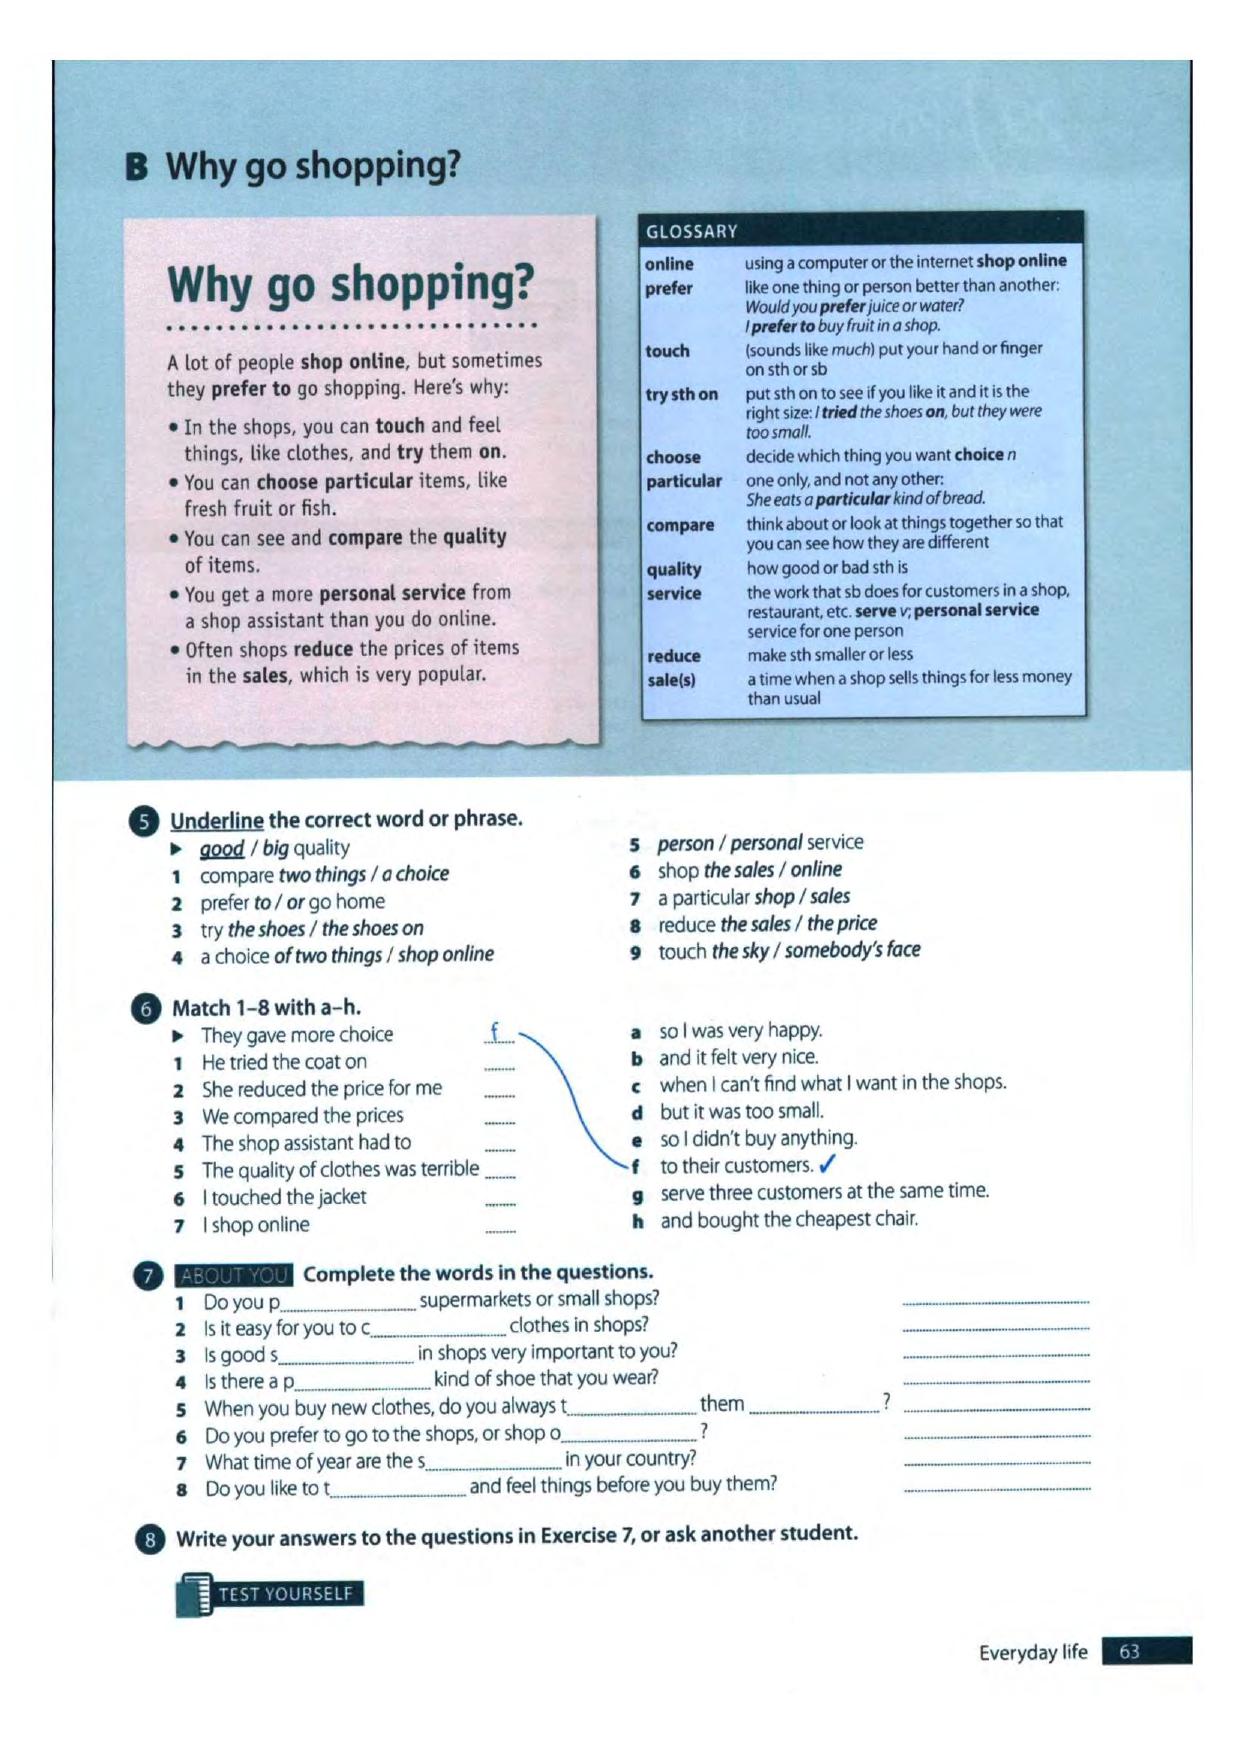 B Why go shopping?
Why go shopping?
A lot of people shop online, but sometimes
they prefer to go shopping. Here's why:
• In the shops, you can touch and feel
things, like clothes, and try them on.
• You can choose particular items, like
fresh fruit or fish.
• You can see and compare the quality
of items.
• You get a more personal service from
a shop assistant than you do online.
• Often shops reduce the prices of items
in the sales, which is very popular.
GLOSSARY
online using a computer or the internet shop online
prefer like one thing or person better than another:
Would you prefer juice or water?
I prefer to buy fruit in a shop.
touch (sounds like much) put your hand or finger
on sth or sb
try sth on put sth on to see if you like it and it is the
right size: I tried the shoes on, but they were
too small.
choose decide which thing you want choice n
particular one only, and not any other:
She eats a particular kind of bread.
compare think about or look at things together so that
you can see how they are different
quality how good or bad sth is
service the work that sb does for customers in a shop,
restaurant, etc. serve v; personal service
service for one person
reduce make sth smaller or less
sale(s) a time when a shop sells things for less money
than usual
5 Underline the correct word or phrase.
► good / big quality
1 compare two things / a choice
2 prefer to / or go home
3 try the shoes / the shoes on
4 a choice of two things / shop online
5 person / personal service
6 shop the sales / online
7 a particular shop / sales
8 reduce the sales / the price
9 touch the sky / somebody's face
6 Match 1–8 with a–h.
► They gave more choice f
1 He tried the coat on
2 She reduced the price for me
3 We compared the prices
4 The shop assistant had to
5 The quality of clothes was terrible
6 I touched the jacket
7 I shop online
a so I was very happy.
b and it felt very nice.
c when I can't find what I want in the shops.
d but it was too small.
e so I didn't buy anything.
f to their customers. ✓
g serve three customers at the same time.
h and bought the cheapest chair.
7 ABOUT YOU Complete the words in the questions.
1 Do you p............ supermarkets or small shops? ............
2 Is it easy for you to c............ clothes in shops? ............
3 Is good s............ in shops very important to you? ............
4 Is there a p............ kind of shoe that you wear? ............
5 When you buy new clothes, do you always t............ them ............? ............
6 Do you prefer to go to the shops, or shop o............? ............
7 What time of year are the s............ in your country? ............
8 Do you like to t............ and feel things before you buy them? ............
8 Write your answers to the questions in Exercise 7, or ask another student.
TEST YOURSELF
Everyday life 63